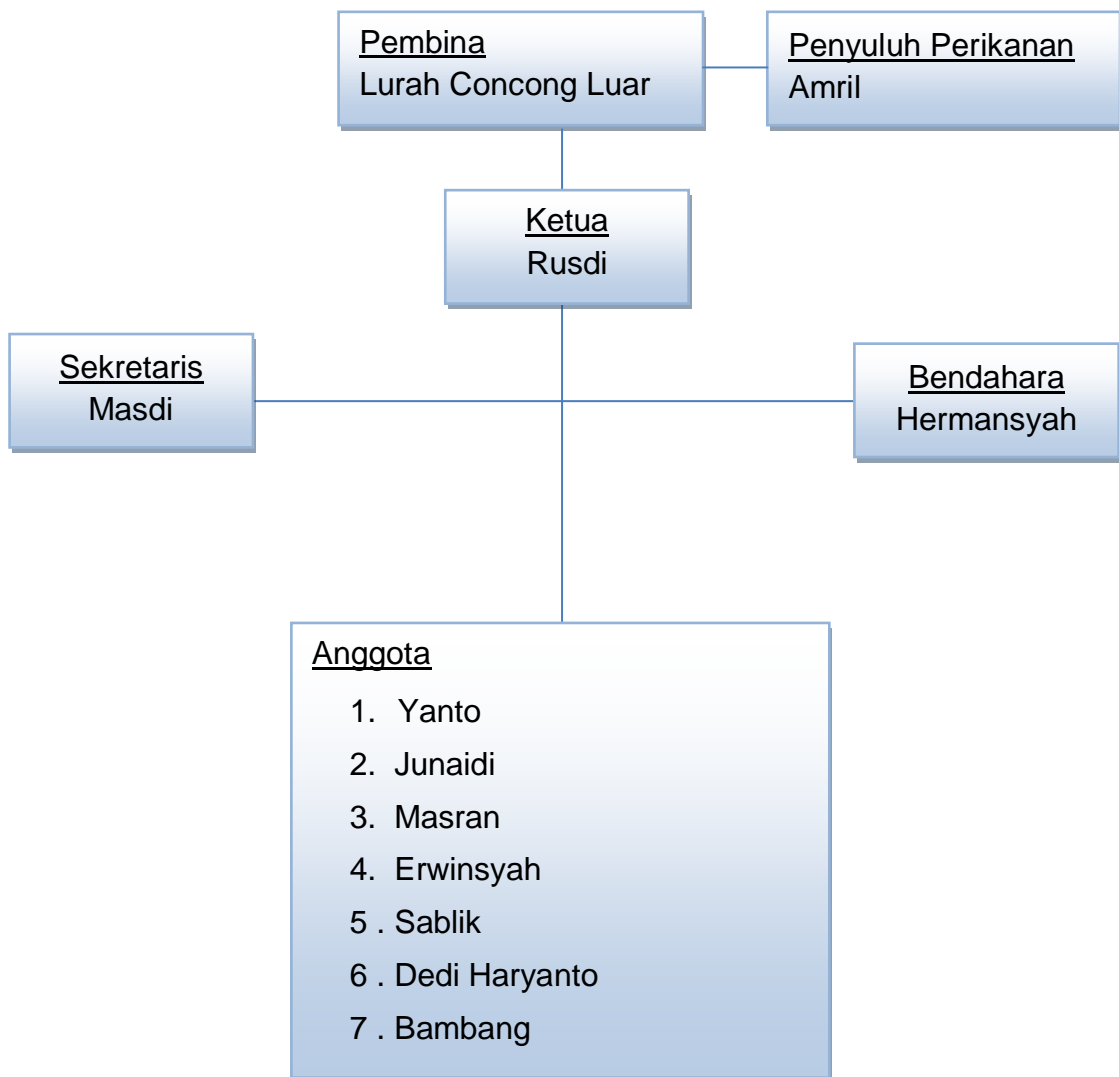 Pembina
Lurah Concong Luar
Penyuluh Perikanan
Amril
Ketua
Rusdi
Sekretaris
Masdi
Bendahara
Hermansyah
Anggota
1. Yanto
2. Junaidi
3. Masran
4. Erwinsyah
5 . Sablik
6 . Dedi Haryanto
7 . Bambang